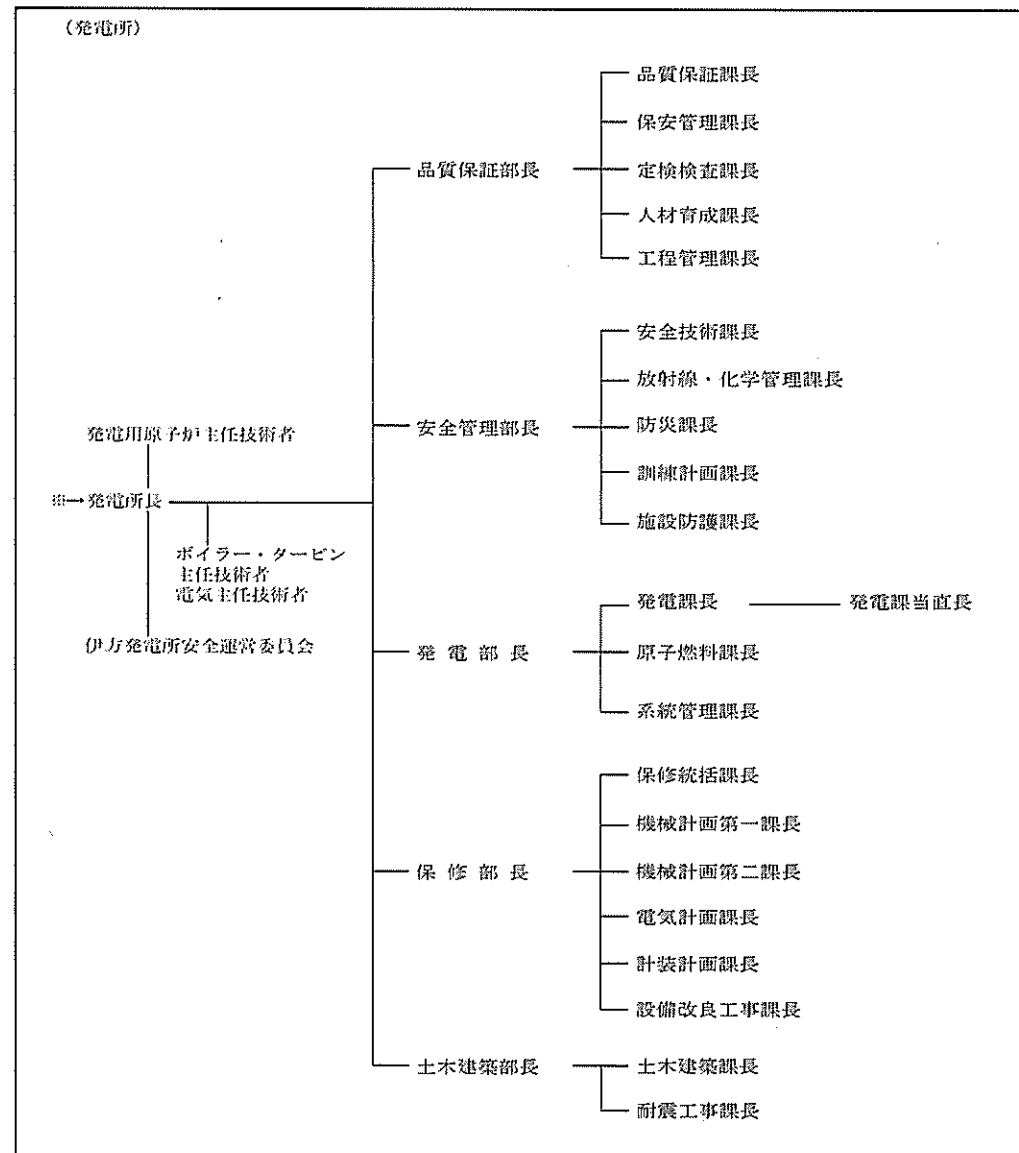 (発電所)
品質保証課長
保安管理課長
品質保証部長
定検検査課長
人材育成課長
工程管理課長
安全技術課長
放射線・化学管理課長
発電用原子炉主任技術者
安全管理部長
防災課長
訓練計画課長
※→発電所長
施設防護課長
ボイラー・タービン
主任技術者
電気主任技術者
発電課長
発電課当直長
伊方発電所安全運営委員会
発電部長
原子燃料課長
系統管理課長
保修統括課長
機械計画第一課長
保修部長
機械計画第二課長
電気計画課長
計装計画課長
設備改良工事課長
土木建築部長
土木建築課長
耐震工事課長